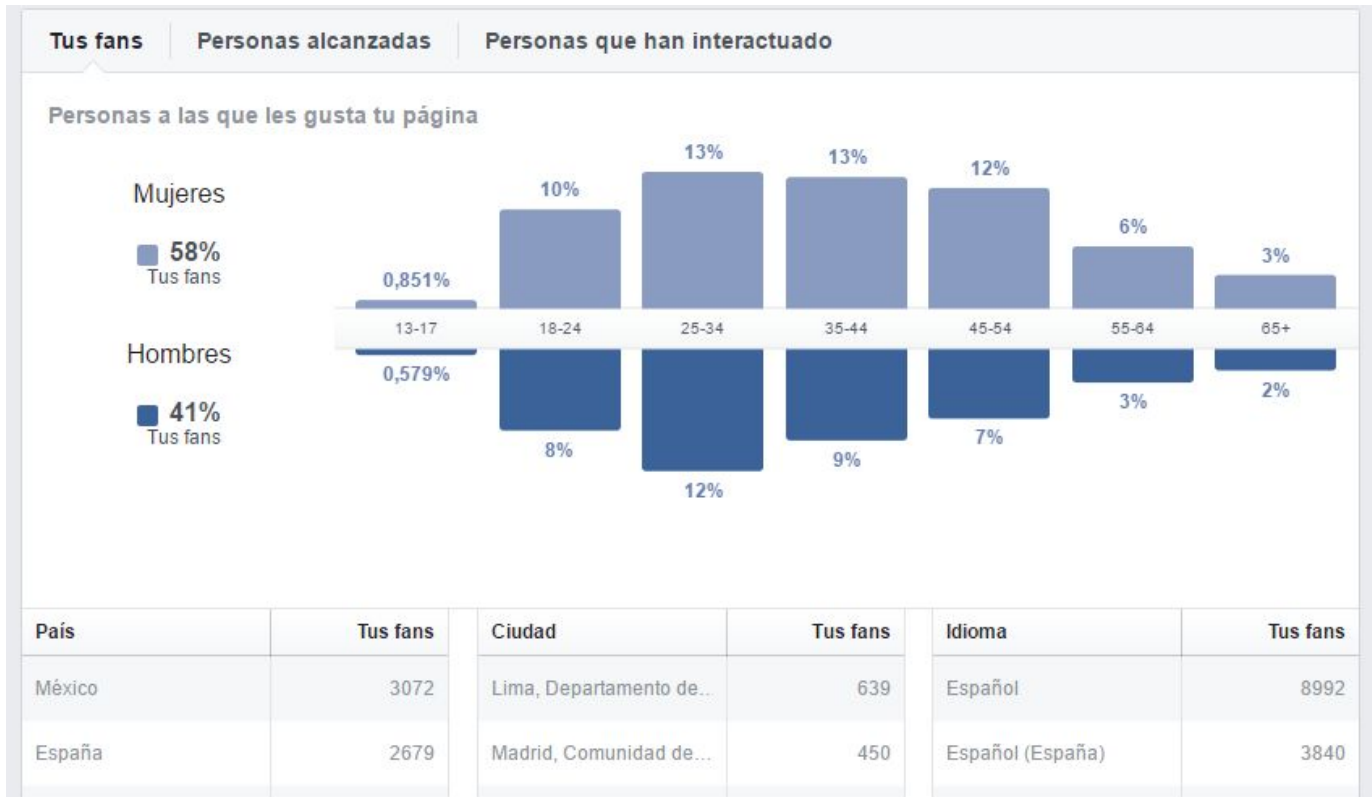 Tus fans Personas alcanzadas Personas que han interactuado
Personas a las que les gusta tu página
Mujeres
58%
Tus fans
0,851% 10% 13% 13% 12% 6% 3%
13-17 18-24 25-34 35-44 45-54 55-64 65+
Hombres
41%
Tus fans
0,579% 8% 12% 9% 7% 3% 2%
País Tus fans Ciudad Tus fans Idioma Tus fans
México 3072 Lima, Departamento de... 639 Español 8992
España 2679 Madrid, Comunidad de... 450 Español (España) 3840